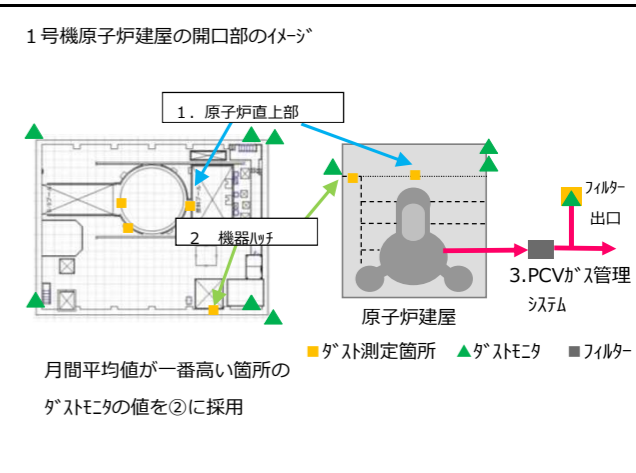 １号機原子炉建屋の開口部のｲﾒｰｼﾞ
１．原子炉直上部
２．機器ﾊｯﾁ
ﾌｨﾙﾀｰ
出口
3.PCVｶﾞｽ管理
ｼｽﾃﾑ
原子炉建屋
ﾀﾞｽﾄ測定箇所
ﾀﾞｽﾄﾓﾆﾀ
ﾌｨﾙﾀｰ
月間平均値が一番高い箇所の
ﾀﾞｽﾄﾓﾆﾀの値を②に採用